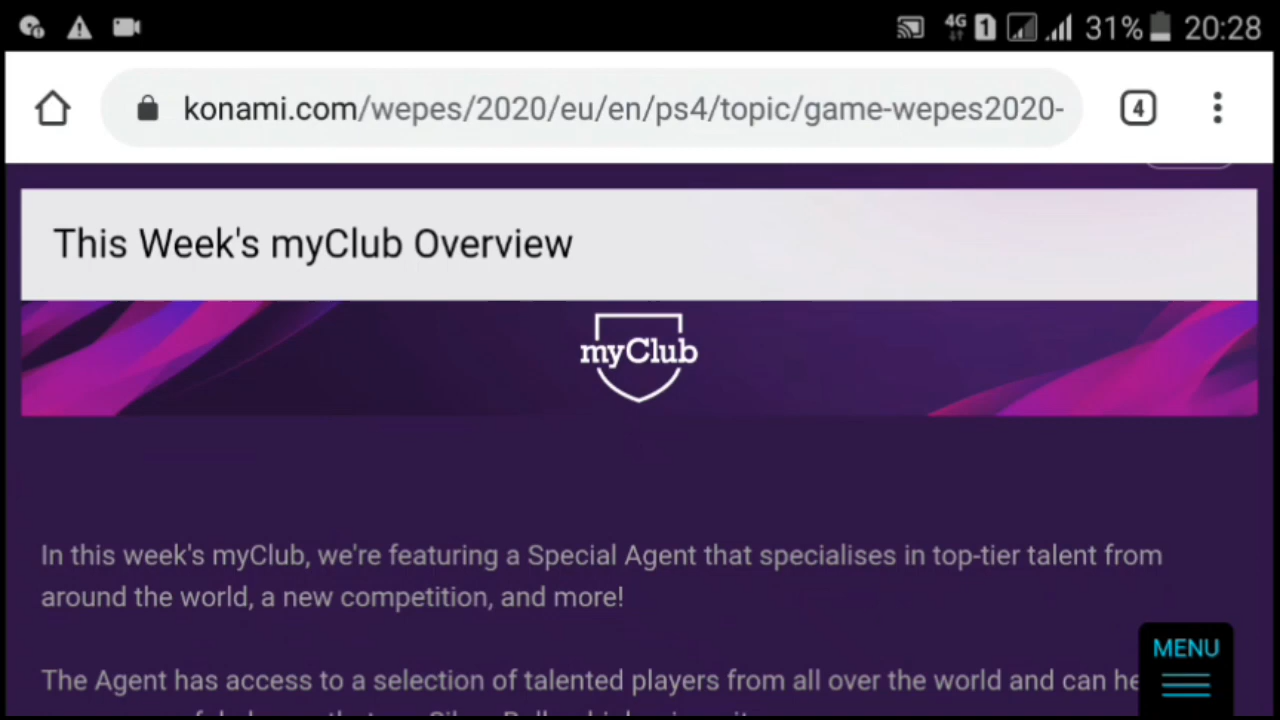 4G 1 31% 20:28
konami.com/wepes/2020/eu/en/ps4/topic/game-wepes2020-
4
This Week's myClub Overview
myClub
In this week's myClub, we're featuring a Special Agent that specialises in top-tier talent from
around the world, a new competition, and more!
MENU
The Agent has access to a selection of talented players from all over the world and can he